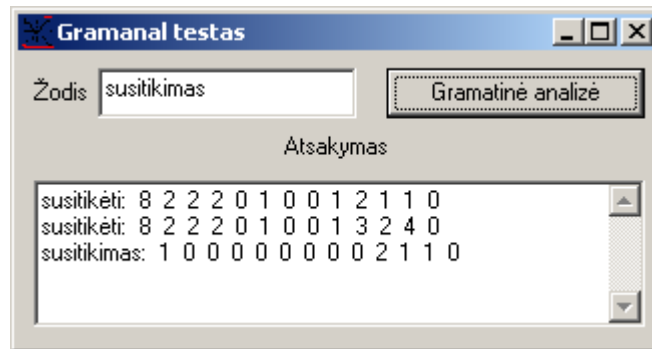 Gramanal testas
Žodis susitikimas Gramatinė analizė
Atsakymas
susitikėti: 8 2 2 2 0 1 0 0 1 2 1 1 0
susitikėti: 8 2 2 2 0 1 0 0 1 3 2 4 0
susitikimas: 1 0 0 0 0 0 0 0 0 2 1 1 0